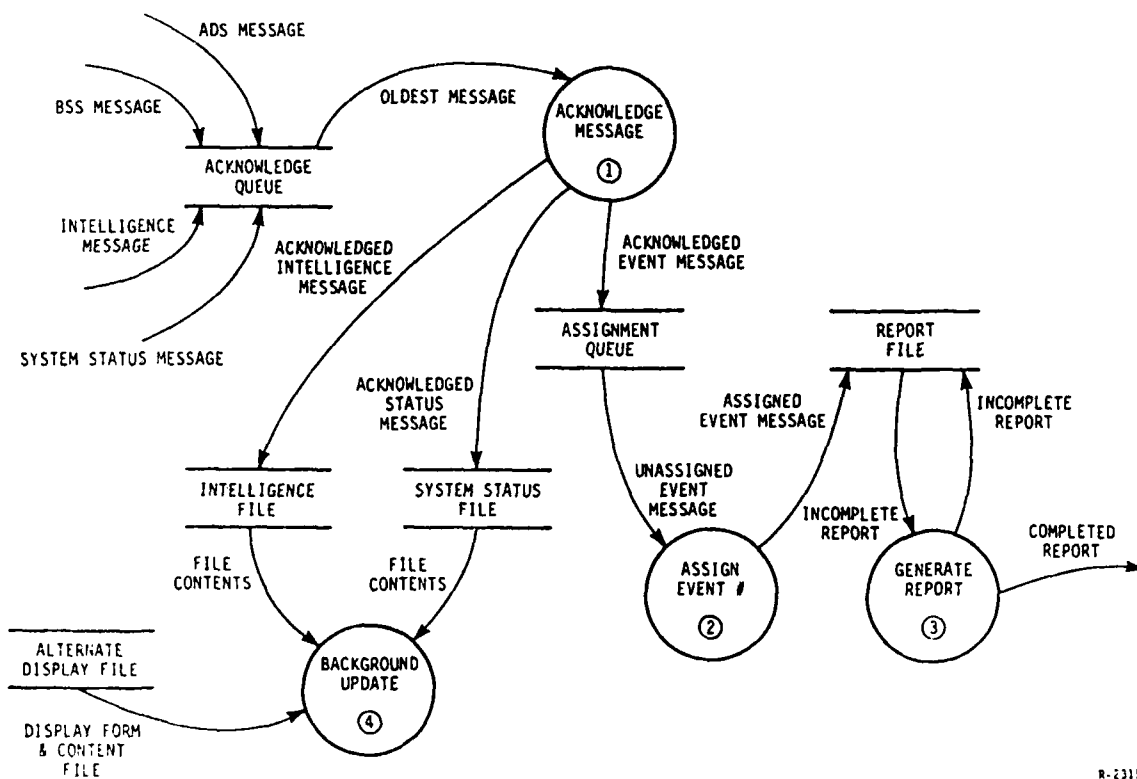 ADS MESSAGE
BSS MESSAGE
OLDEST MESSAGE
ACKNOWLEDGE
MESSAGE
1
ACKNOWLEDGE
QUEUE
INTELLIGENCE
MESSAGE
SYSTEM STATUS MESSAGE
ACKNOWLEDGED
INTELLIGENCE
MESSAGE
ACKNOWLEDGED
EVENT MESSAGE
ASSIGNMENT
QUEUE
REPORT
FILE
ACKNOWLEDGED
STATUS
MESSAGE
ASSIGNED
EVENT MESSAGE
INCOMPLETE
REPORT
INTELLIGENCE
FILE
SYSTEM STATUS
FILE
UNASSIGNED
EVENT
MESSAGE
INCOMPLETE
REPORT
COMPLETED
REPORT
FILE
CONTENTS
FILE
CONTENTS
ASSIGN
EVENT #
2
GENERATE
REPORT
3
ALTERNATE
DISPLAY FILE
BACKGROUND
UPDATE
4
DISPLAY FORM
& CONTENT
FILE